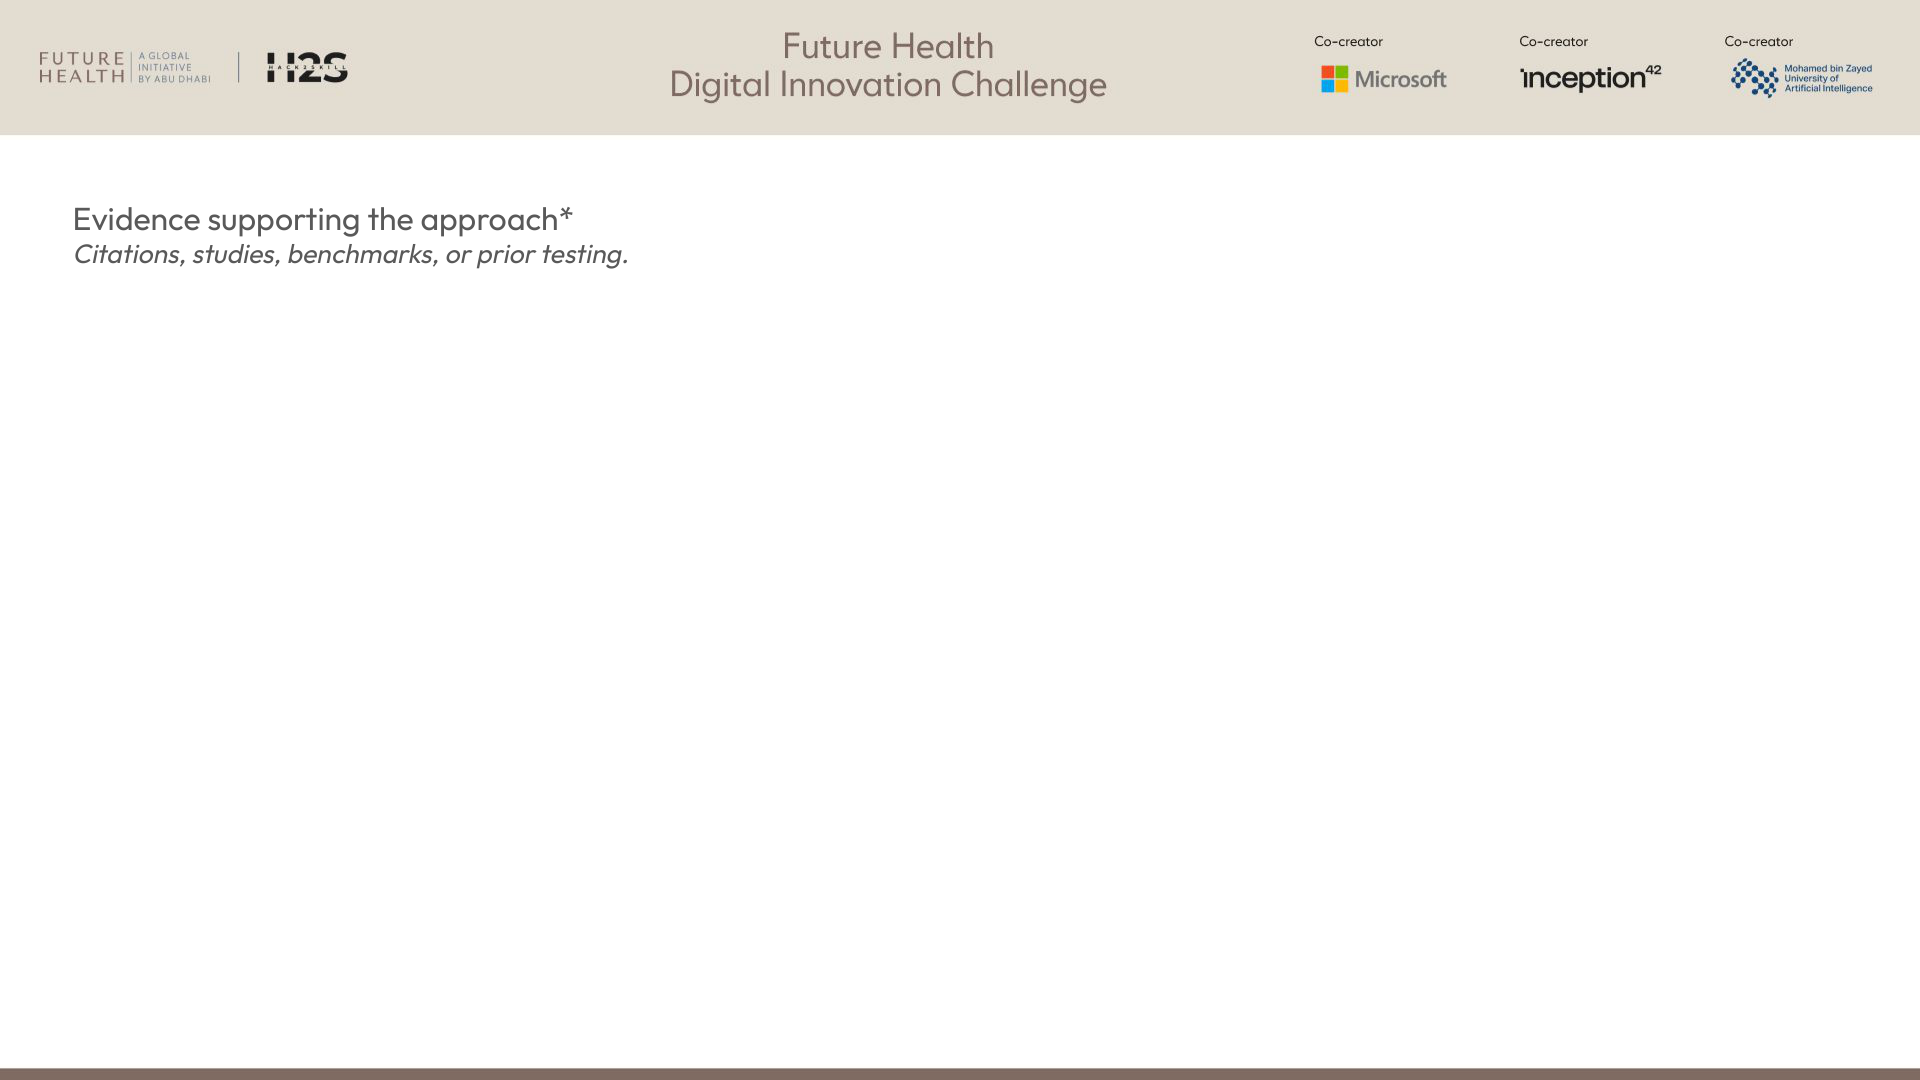 FUTURE
HEALTH
A GLOBAL
INITIATIVE
BY ABU DHABI
H2S
HACK2SKILL
Future Health
Digital Innovation Challenge
Co-creator
Microsoft
Co-creator
inception42
Co-creator
Mohamed bin Zayed
University of
Artificial Intelligence
Evidence supporting the approach*
Citations, studies, benchmarks, or prior testing.